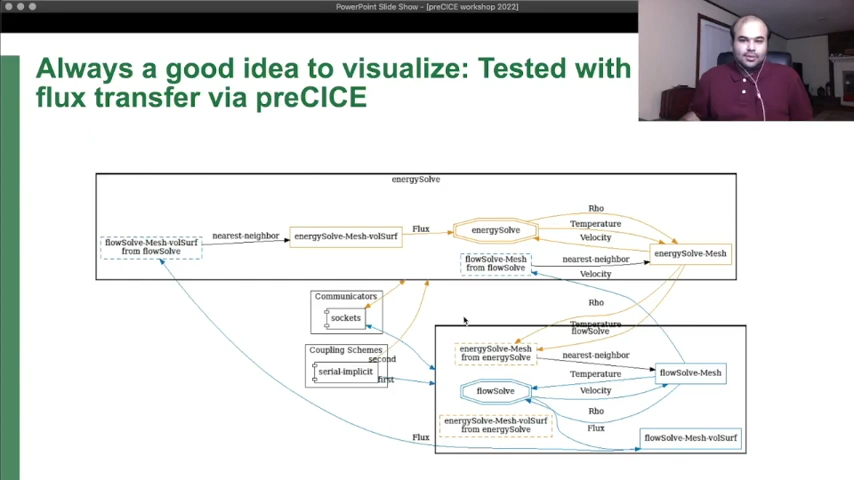 PowerPoint Slide Show - [preCICE workshop 2022]
Always a good idea to visualize: Tested with
flux transfer via preCICE
energySolve
Rho
Flux
energySolve
Temperature
nearest-neighbor
energySolve-Mesh-volSurf
Velocity
flowSolve-Mesh-volSurf
from flowSolve
energySolve-Mesh
flowSolve-Mesh
from flowSolve
nearest-neighbor
Velocity
Communicators
sockets
Rho
Temperature
flowSolve
Coupling Schemes
serial-implicit
second
first
energySolve-Mesh
from energySolve
nearest-neighbor
flowSolve-Mesh
Temperature
flowSolve
Velocity
Rho
energySolve-Mesh-volSurf
from energySolve
Flux
Flux
flowSolve-Mesh-volSurf